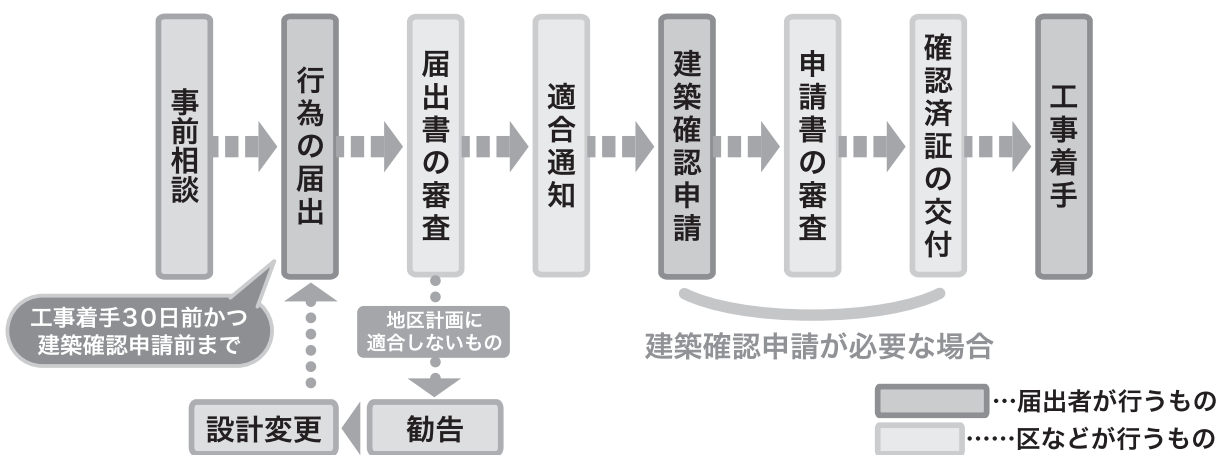 事前相談
行為の届出
届出書の審査
適合通知
建築確認申請
申請書の審査
確認済証の交付
工事着手
工事着手30日前かつ
建築確認申請前まで
地区計画に
適合しないもの
建築確認申請が必要な場合
設計変更
勧告
…届出者が行うもの
……区などが行うもの